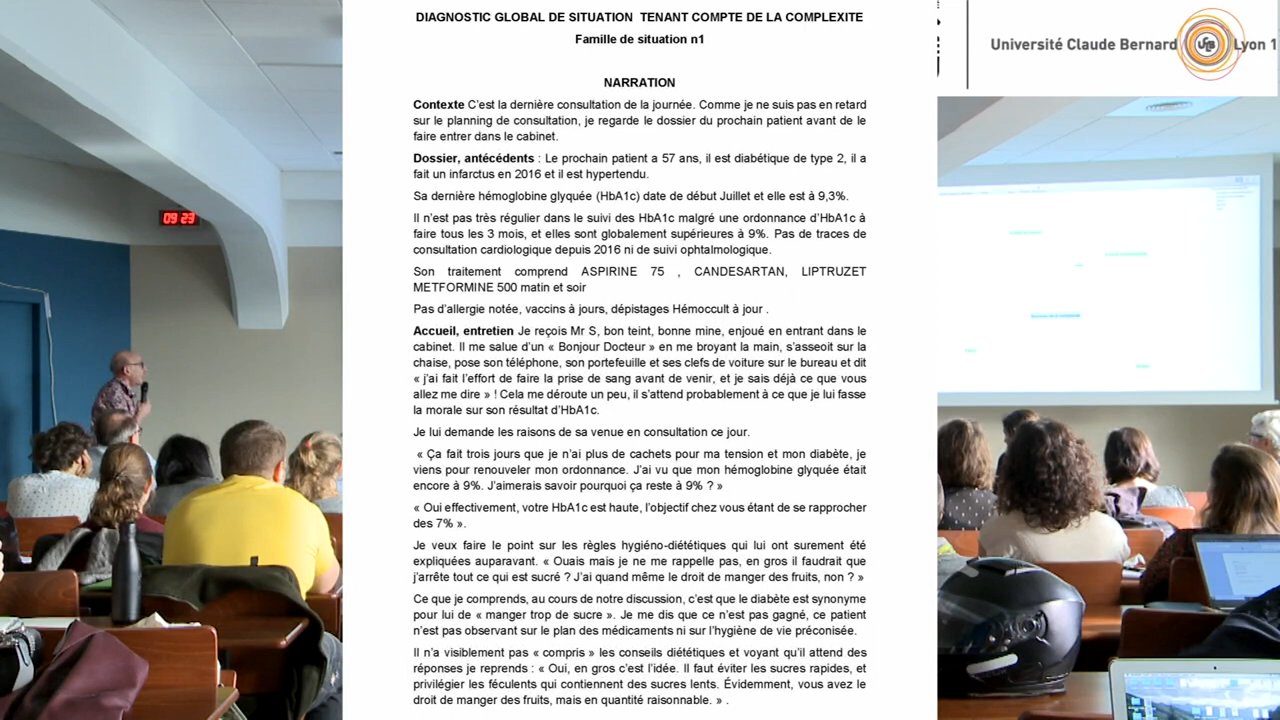 DIAGNOSTIC GLOBAL DE SITUATION TENANT COMPTE DE LA COMPLEXITE
Famille de situation n1
NARRATION
Contexte C'est la dernière consultation de la journée. Comme je ne suis pas en retard
sur le planning de consultation, je regarde le dossier du prochain patient avant de le
faire entrer dans le cabinet.
Dossier, antécédents : Le prochain patient a 57 ans, il est diabétique de type 2, il a
fait un infarctus en 2016 et il est hypertendu.
Sa dernière hémoglobine glyquée (HbA1c) date de début Juillet et elle est à 9,3%.
Il n'est pas très régulier dans le suivi des HbA1c malgré une ordonnance d'HbA1c à
faire tous les 3 mois, et elles sont globalement supérieures à 9%. Pas de traces de
consultation cardiologique depuis 2016 ni de suivi ophtalmologique.
Son traitement comprend ASPIRINE 75 , CANDESARTAN, LIPTRUZET
METFORMINE 500 matin et soir
Pas d'allergie notée, vaccins à jours, dépistages Hémoccult à jour .
Accueil, entretien Je reçois Mr S, bon teint, bonne mine, enjoué en entrant dans le
cabinet. Il me salue d'un « Bonjour Docteur » en me broyant la main, s'asseoit sur la
chaise, pose son téléphone, son portefeuille et ses clefs de voiture sur le bureau et dit
« j'ai fait l'effort de faire la prise de sang avant de venir, et je sais déjà ce que vous
allez me dire » ! Cela me déroute un peu, il s'attend probablement à ce que je lui fasse
la morale sur son résultat d'HbA1c.
Je lui demande les raisons de sa venue en consultation ce jour.
« Ça fait trois jours que je n'ai plus de cachets pour ma tension et mon diabète, je
viens pour renouveler mon ordonnance. J'ai vu que mon hémoglobine glyquée était
encore à 9%. J'aimerais savoir pourquoi ça reste à 9% ? »
« Oui effectivement, votre HbA1c est haute, l'objectif chez vous étant de se rapprocher
des 7% ».
Je veux faire le point sur les règles hygiéno-diététiques qui lui ont surement été
expliquées auparavant. « Ouais mais je ne me rappelle pas, en gros il faudrait que
j'arrête tout ce qui est sucré ? J'ai quand même le droit de manger des fruits, non ? »
Ce que je comprends, au cours de notre discussion, c'est que le diabète est synonyme
pour lui de « manger trop de sucre ». Je me dis que ce n'est pas gagné, ce patient
n'est pas observant sur le plan des médicaments ni sur l'hygiène de vie préconisée.
Il n'a visiblement pas « compris » les conseils diététiques et voyant qu'il attend des
réponses je reprends : « Oui, en gros c'est l'idée. Il faut éviter les sucres rapides, et
privilégier les féculents qui contiennent des sucres lents. Évidemment, vous avez le
droit de manger des fruits, mais en quantité raisonnable. » .
Université Claude Bernard Lyon 1
09 23